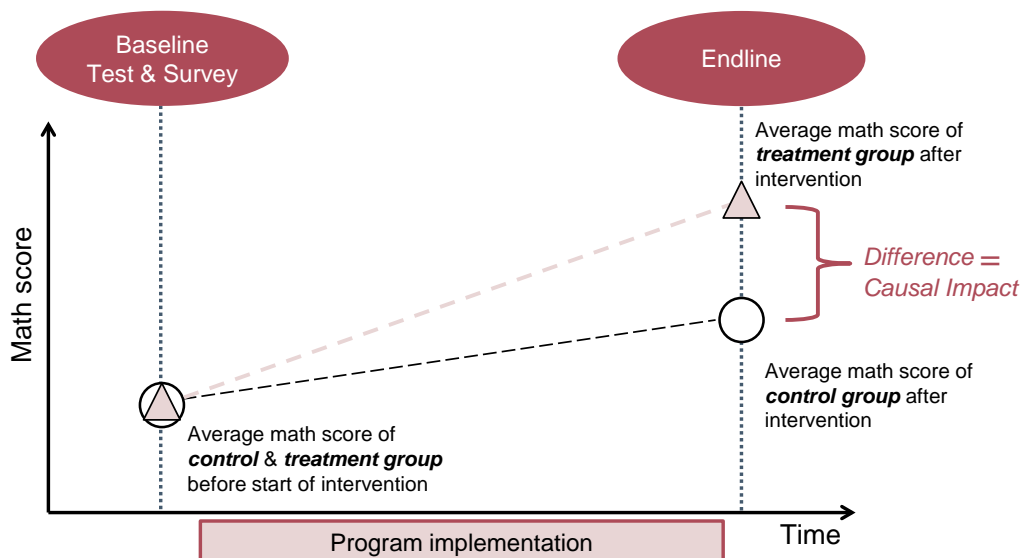 Baseline
Test & Survey
Endline
Average math score of
treatment group after
intervention
Math score
Difference =
Causal Impact
Average math score of
control group after
intervention
Average math score of
control & treatment group
before start of intervention
Time
Program implementation